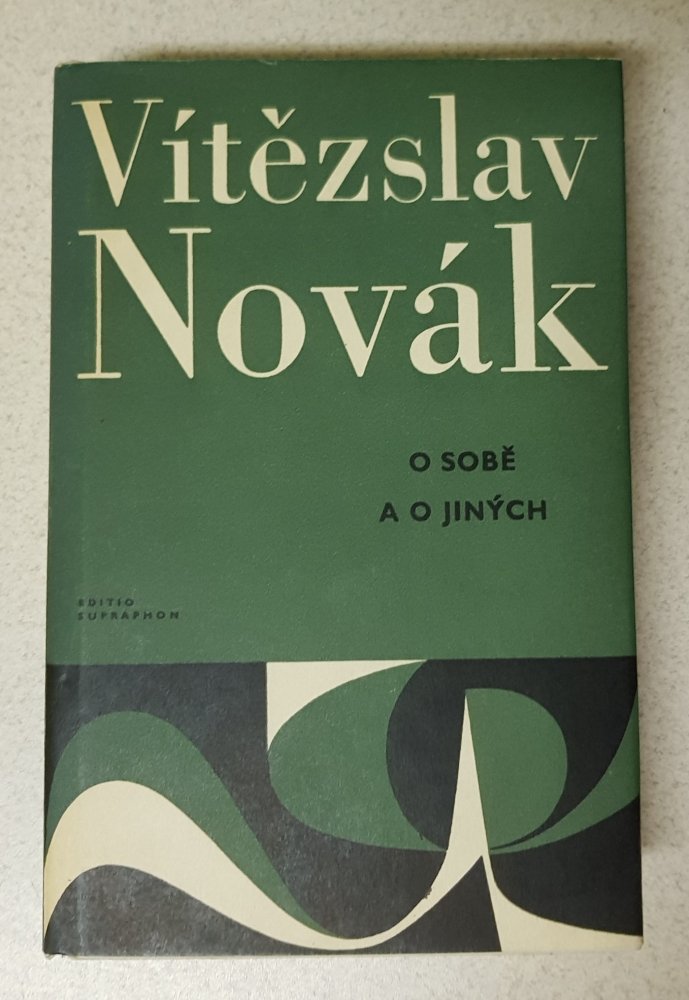 Vítězslav
Novák
O SOBĚ
A O JINÝCH
EDITIO
SUPRAPHON